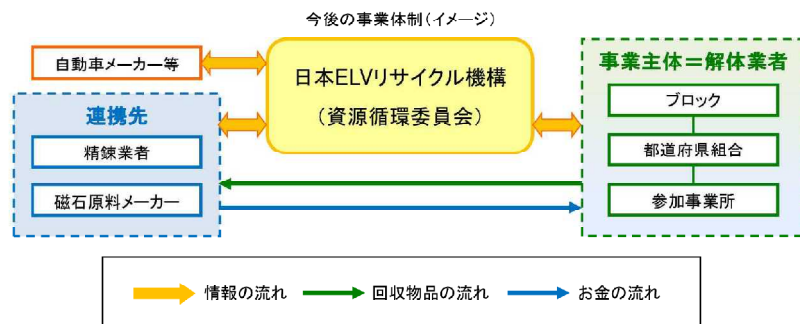 今後の事業体制（イメージ）
自動車メーカー等
日本ELVリサイクル機構
（資源循環委員会）
事業主体＝解体業者
ブロック
都道府県組合
参加事業所
連携先
精錬業者
磁石原料メーカー
情報の流れ
回収物品の流れ
お金の流れ